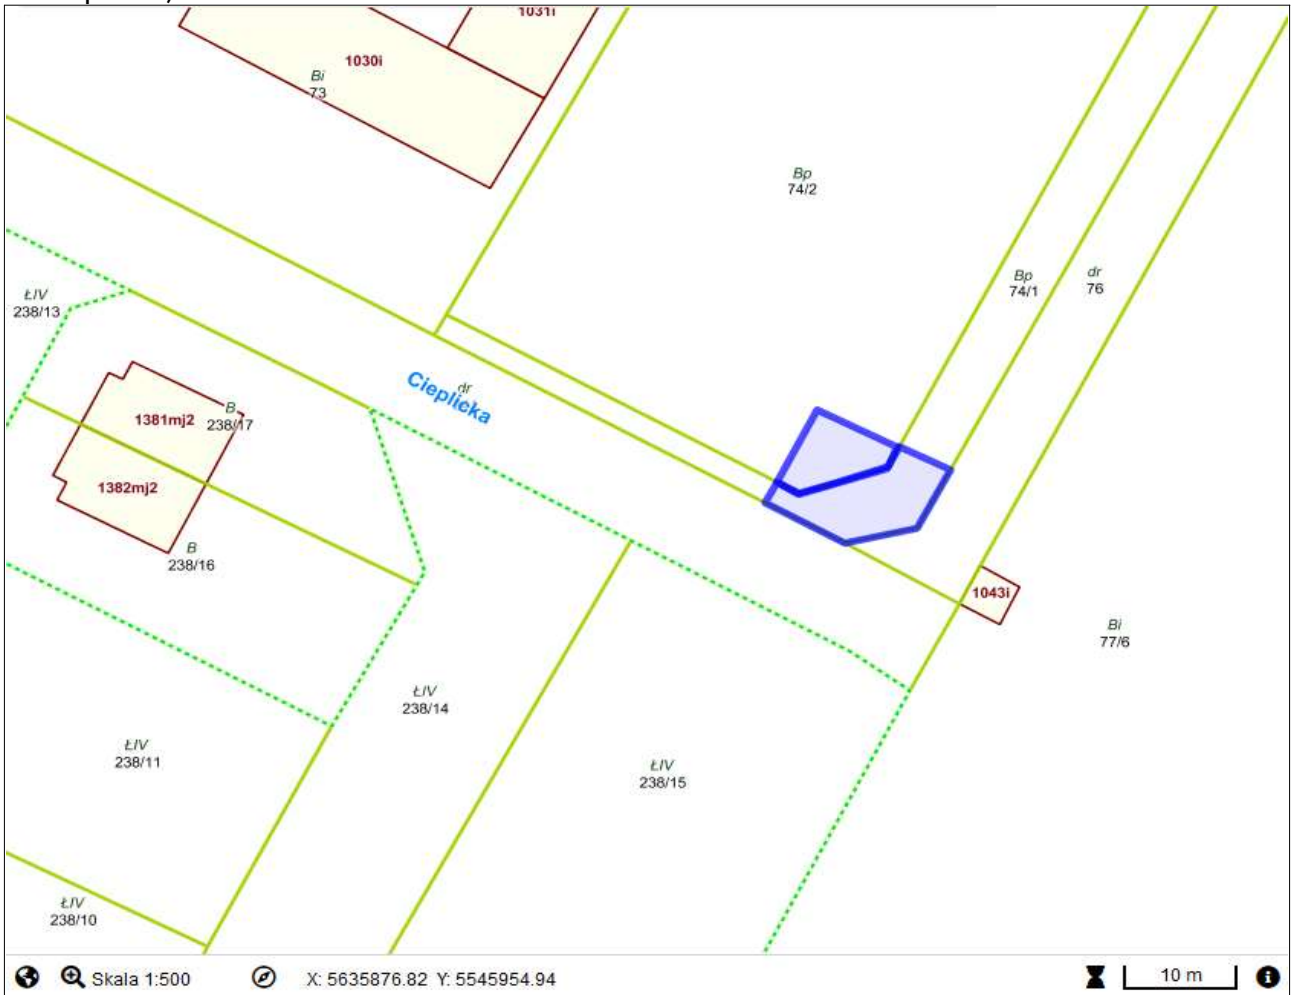 1031i
1030i
Bi
73
Bp
74/2
Bp
74/1
dr
76
ŁIV
238/13
Cieplicka
dr
B
238/17
1381mj2
1382mj2
B
238/16
1043i
Bi
77/6
ŁIV
238/14
ŁIV
238/11
ŁIV
238/15
ŁIV
238/10
Skala 1:500
X: 5635876.82 Y: 5545954.94
10 m